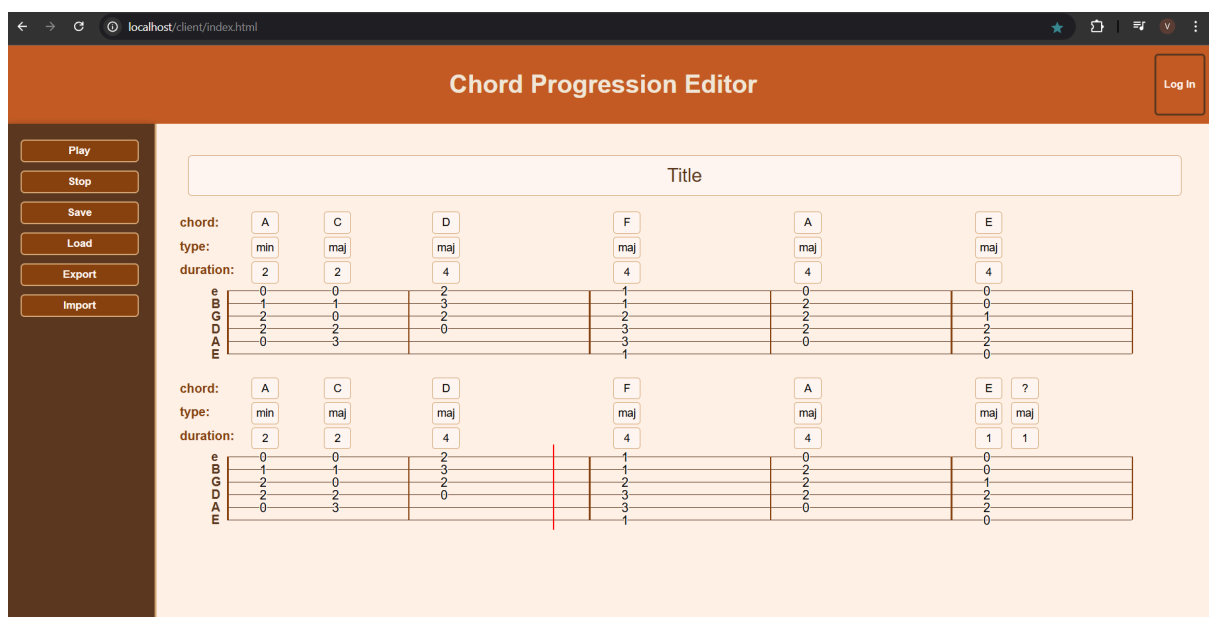 localhost/client/index.html
V
Chord Progression Editor
Log In
Play
Stop
Save
Load
Export
Import
Title
chord: A C D F A E
type: min maj maj maj maj maj
duration: 2 2 4 4 4 4
e 0 0 2 1 0 0
B 1 1 3 1 2 0
G 2 0 2 2 2 1
D 2 2 0 3 2 2
A 0 3 3 0 2
E 1 0
chord: A C D F A E ?
type: min maj maj maj maj maj maj
duration: 2 2 4 4 4 1 1
e 0 0 2 1 0 0
B 1 1 3 1 2 0
G 2 0 2 2 2 1
D 2 2 0 3 2 2
A 0 3 3 0 2
E 1 0